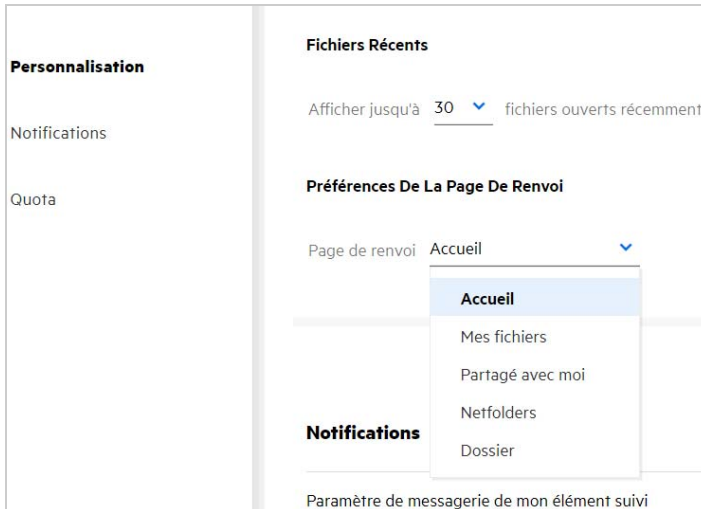 Personnalisation
Notifications
Quota
Fichiers Récents
Afficher jusqu'à 30 fichiers ouverts récemment
Préférences De La Page De Renvoi
Page de renvoi Accueil
Accueil
Mes fichiers
Partagé avec moi
Netfolders
Dossier
Notifications
Paramètre de messagerie de mon élément suivi